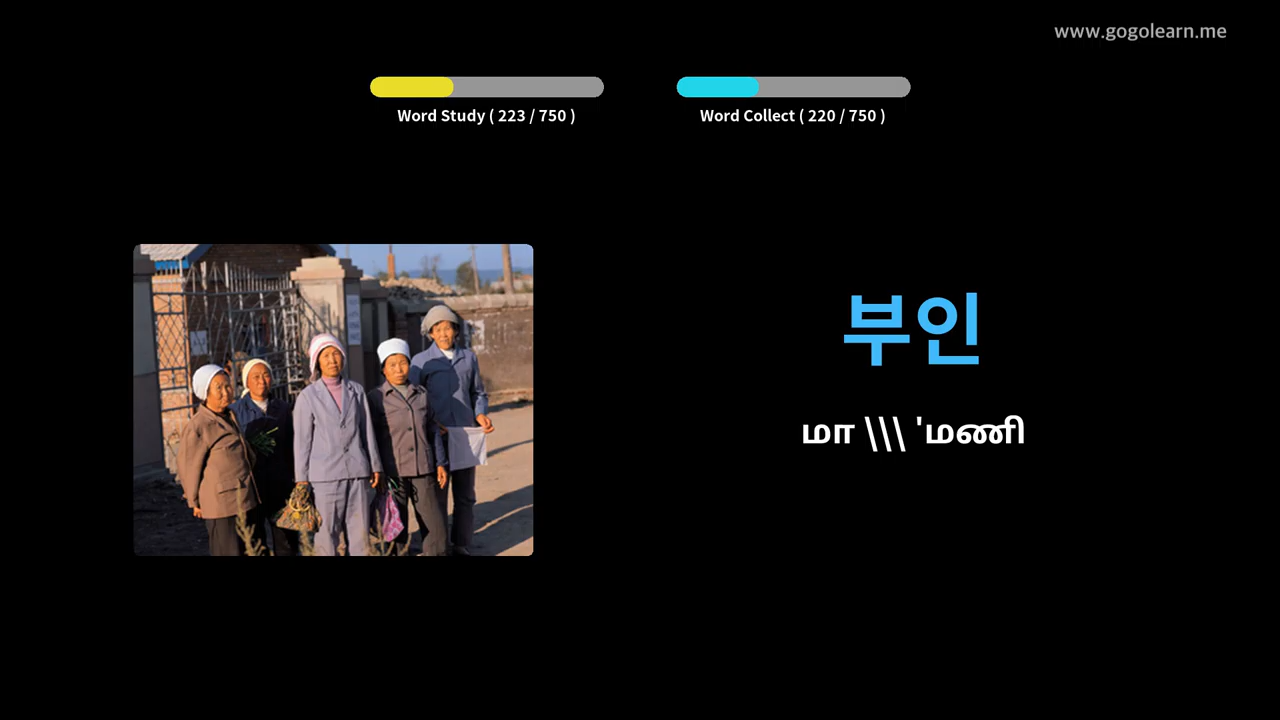 www.gogolearn.me
Word Study ( 223 / 750 )
Word Collect ( 220 / 750 )
부인
மா \\\ 'மணி